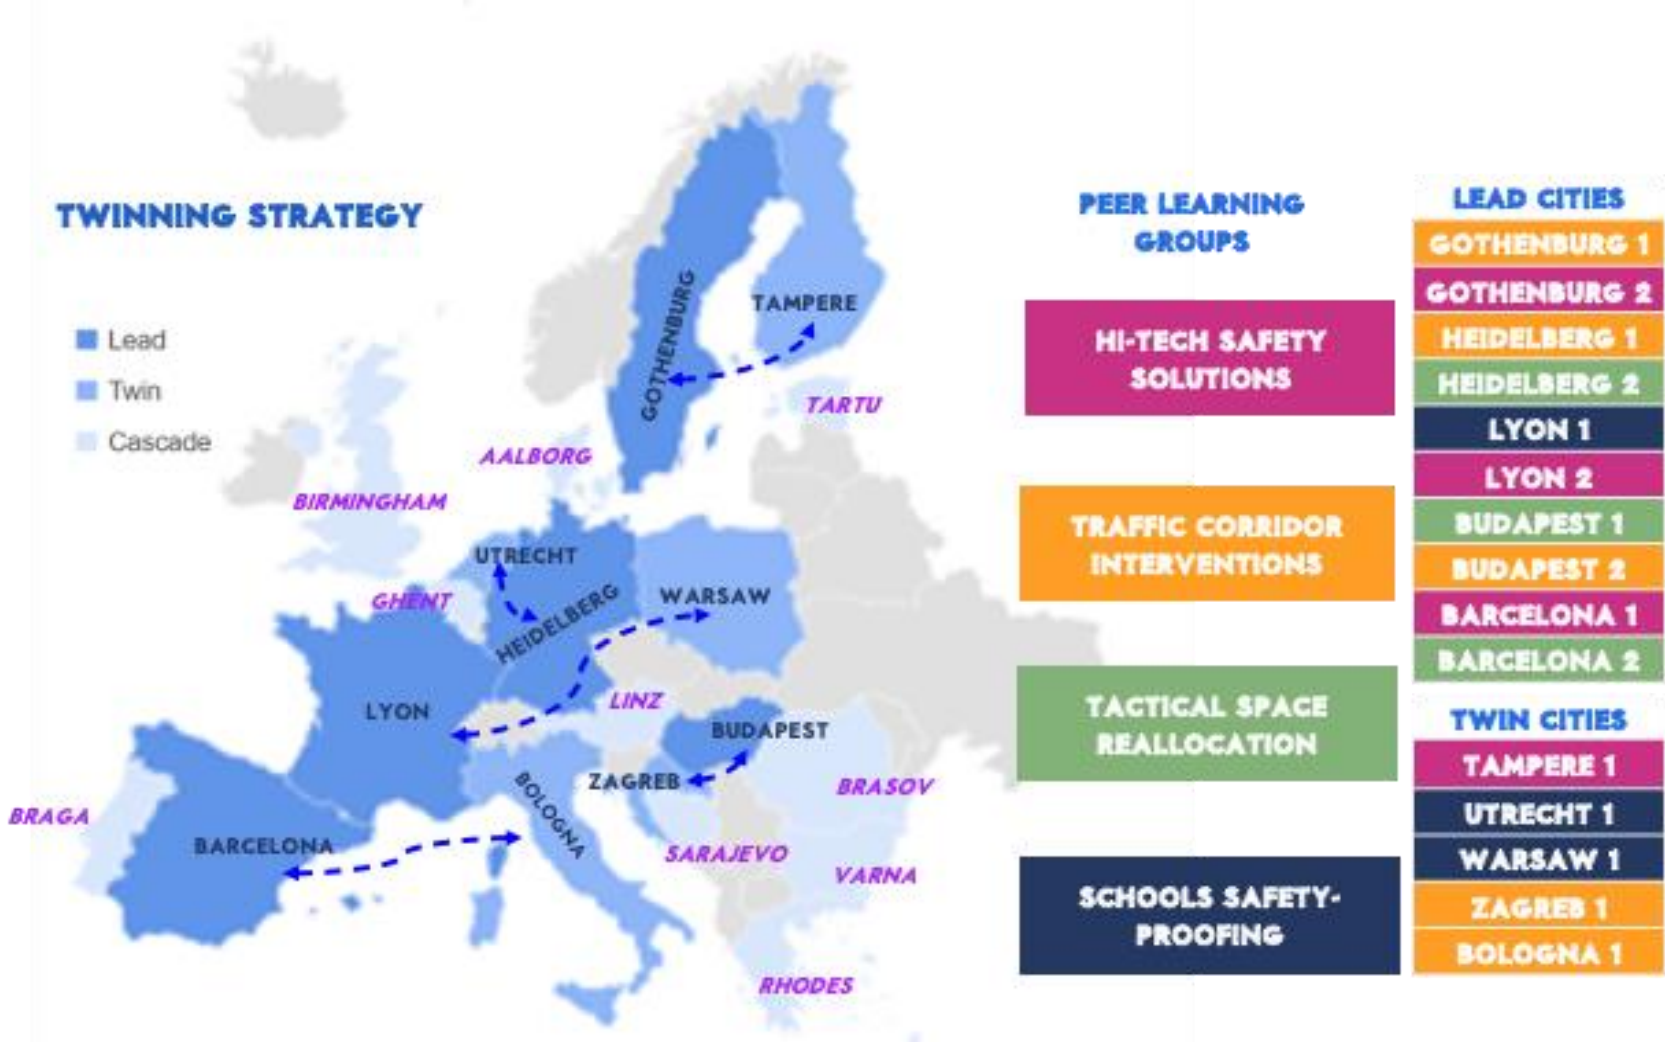 TWINNING STRATEGY
Lead
Twin
Cascade
GOTHENBURG
TAMPERE
TARTU
AALBORG
BIRMINGHAM
UTRECHT
GHENT
HEIDELBERG
WARSAW
LYON
LINZ
BUDAPEST
ZAGREB
BOLOGNA
BRASOV
BRAGA
BARCELONA
SARAJEVO
VARNA
RHODES
PEER LEARNING
GROUPS
HI-TECH SAFETY
SOLUTIONS
TRAFFIC CORRIDOR
INTERVENTIONS
TACTICAL SPACE
REALLOCATION
SCHOOLS SAFETY-
PROOFING
LEAD CITIES
GOTHENBURG 1
GOTHENBURG 2
HEIDELBERG 1
HEIDELBERG 2
LYON 1
LYON 2
BUDAPEST 1
BUDAPEST 2
BARCELONA 1
BARCELONA 2
TWIN CITIES
TAMPERE 1
UTRECHT 1
WARSAW 1
ZAGREB 1
BOLOGNA 1